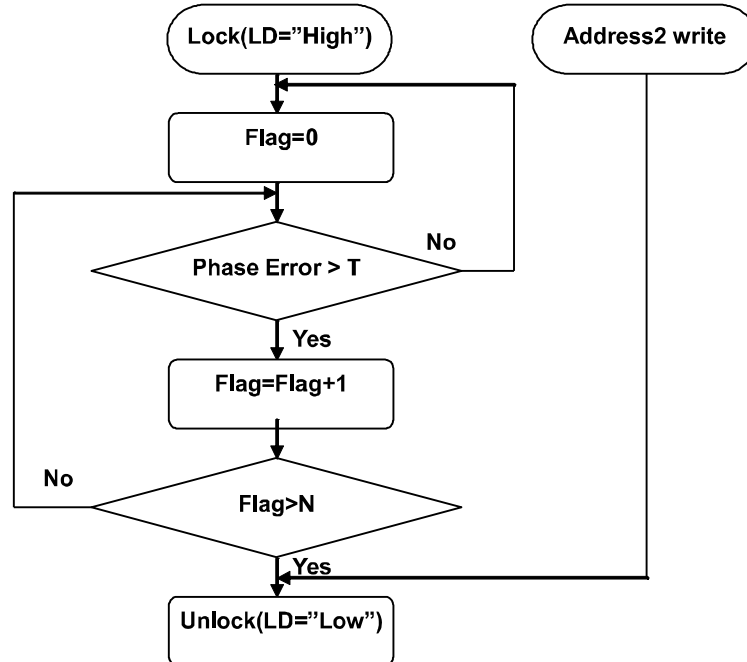 Lock(LD=”High”)
Address2 write
Flag=0
No
Phase Error > T
Yes
Flag=Flag+1
No
Flag>N
Yes
Unlock(LD=”Low”)